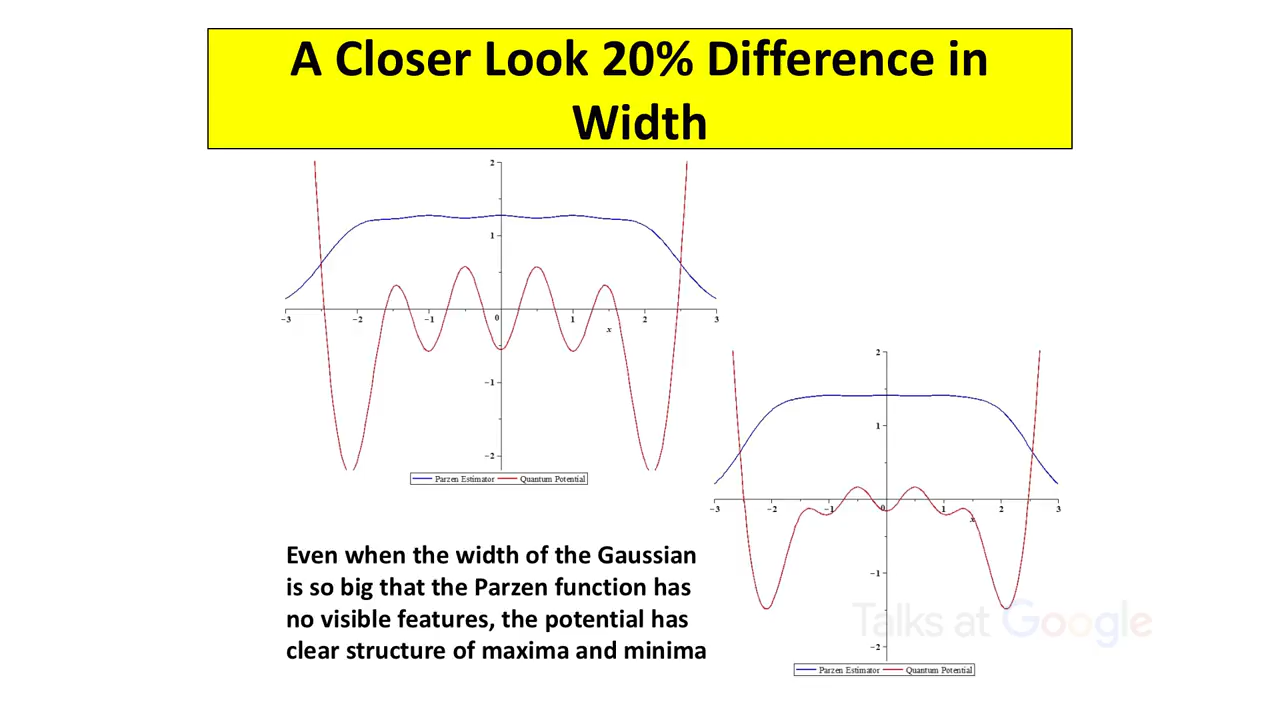 A Closer Look 20% Difference in
Width
2
1
-3
-2
-1
0
1
2
3
x
-1
-2
Parzen Estimator
Quantum Potential
2
1
-3
-2
-1
0
1
2
3
x
-1
-2
Parzen Estimator
Quantum Potential
Even when the width of the Gaussian
is so big that the Parzen function has
no visible features, the potential has
clear structure of maxima and minima
Talks at Google